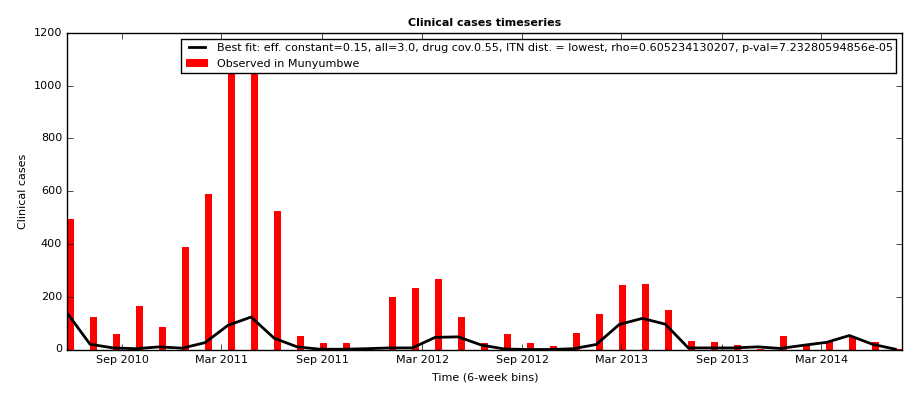 Clinical cases timeseries
1200
1000
800
600
400
200
0
Clinical cases
Best fit: eff. constant=0.15, all=3.0, drug cov.0.55, ITN dist. = lowest, rho=0.605234130207, p-val=7.23280594856e-05
Observed in Munyumbwe
Sep 2010 Mar 2011 Sep 2011 Mar 2012 Sep 2012 Mar 2013 Sep 2013 Mar 2014
Time (6-week bins)